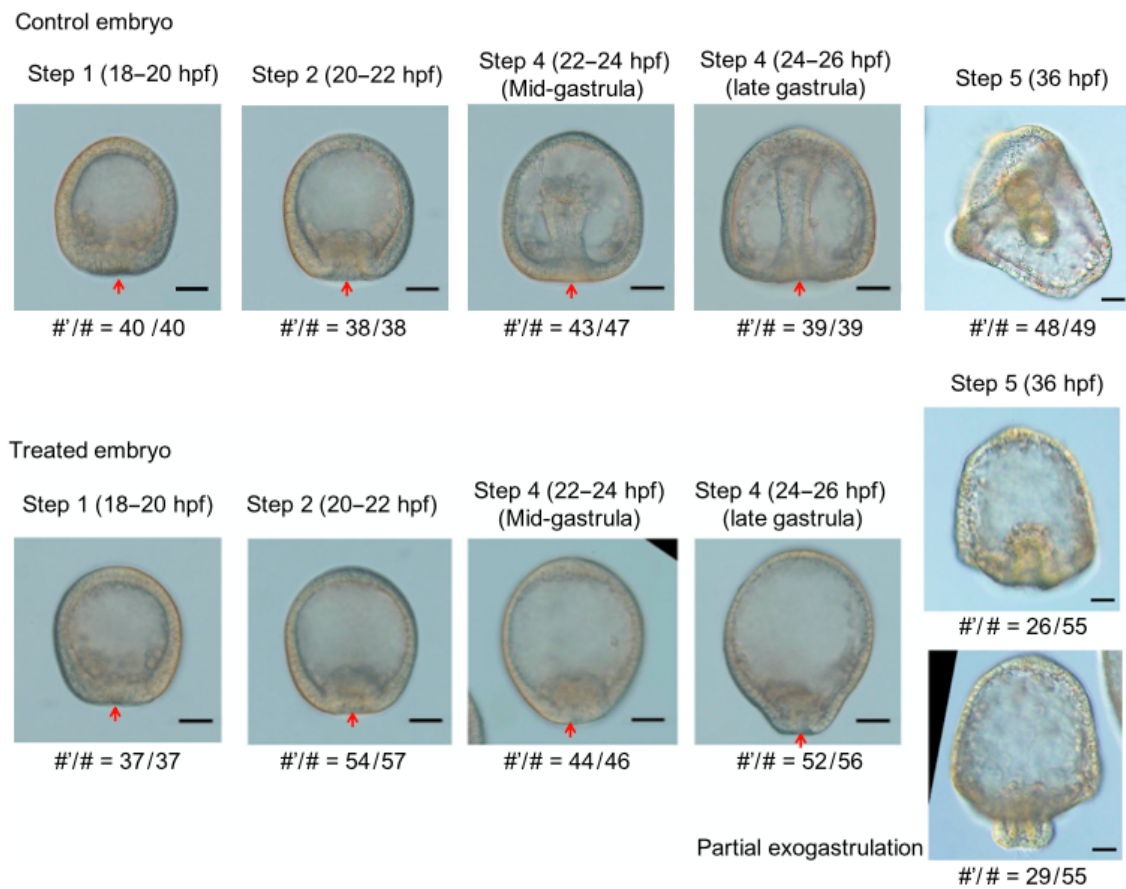 Control embryo
Step 1 (18–20 hpf)
Step 2 (20–22 hpf)
Step 4 (22–24 hpf)
(Mid-gastrula)
Step 4 (24–26 hpf)
(late gastrula)
Step 5 (36 hpf)
#'/# = 40/40
#'/# = 38/38
#'/# = 43/47
#'/# = 39/39
#'/# = 48/49
Step 5 (36 hpf)
Treated embryo
Step 1 (18–20 hpf)
Step 2 (20–22 hpf)
Step 4 (22–24 hpf)
(Mid-gastrula)
Step 4 (24–26 hpf)
(late gastrula)
#'/# = 26/55
#'/# = 37/37
#'/# = 54/57
#'/# = 44/46
#'/# = 52/56
Partial exogastrulation
#'/# = 29/55